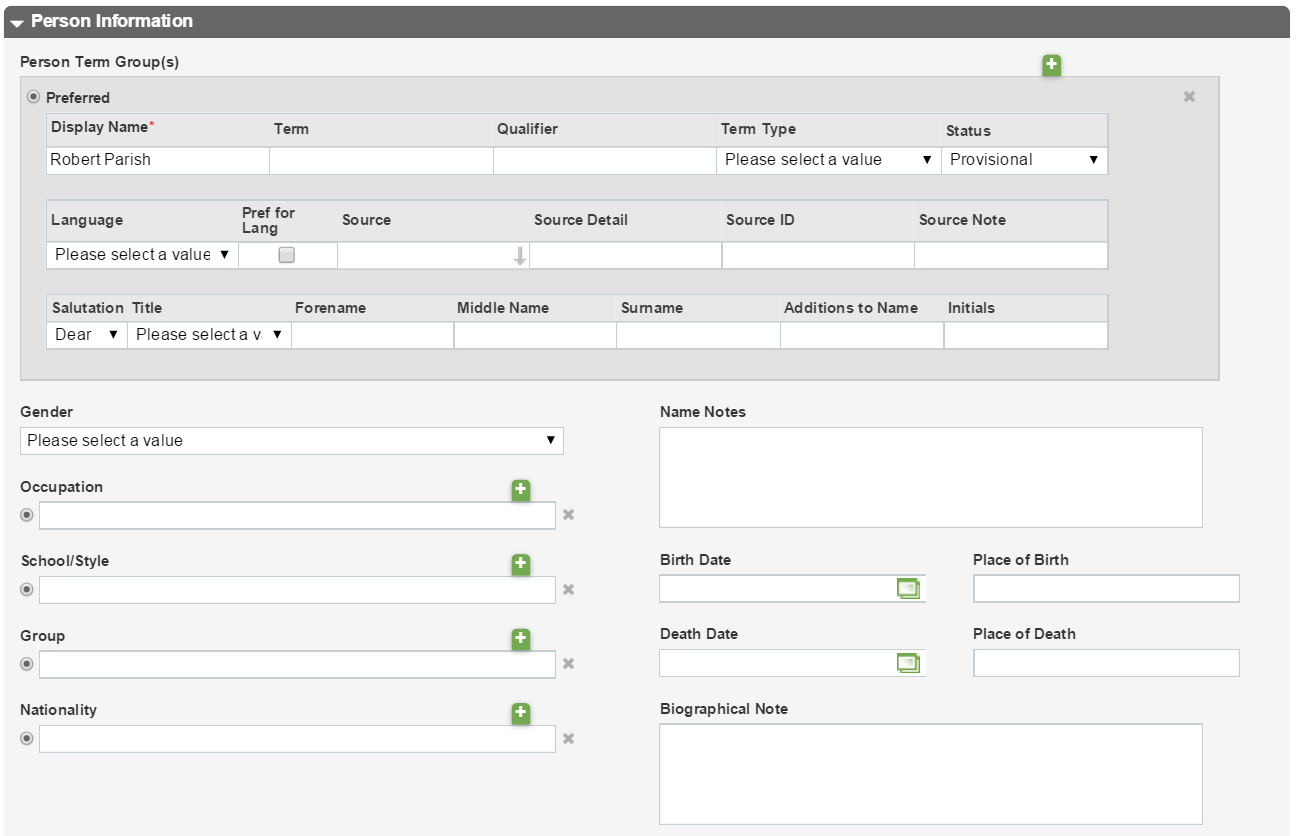 Person Information
Person Term Group(s)
Preferred
Display Name* Term Qualifier Term Type Status
Robert Parish Please select a value Provisional
Language Pref for Lang Source Source Detail Source ID Source Note
Please select a value
Salutation Title Forename Middle Name Surname Additions to Name Initials
Dear Please select a v
Gender Name Notes
Please select a value
Occupation
School/Style Birth Date Place of Birth
Group Death Date Place of Death
Nationality Biographical Note